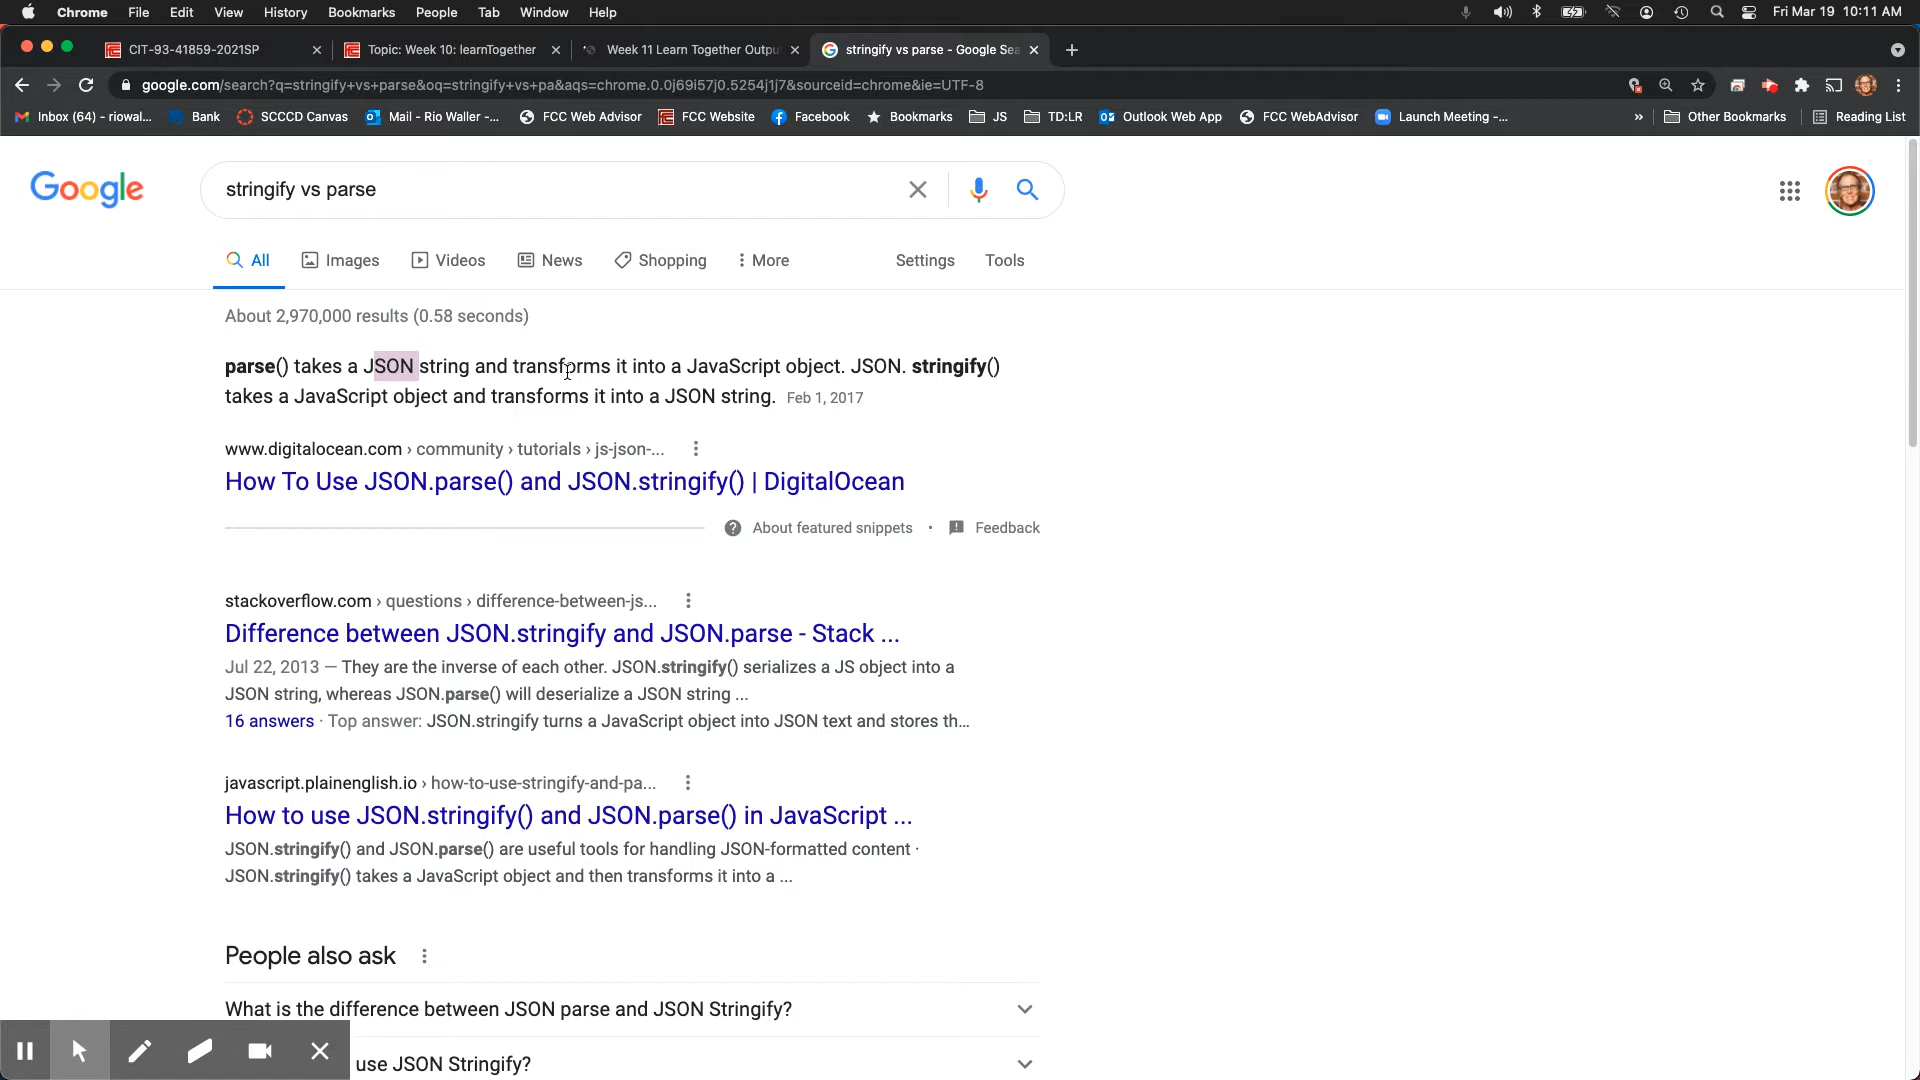 Chrome File Edit View History Bookmarks People Tab Window Help Fri Mar 19 10:11 AM
CIT-93-41859-2021SP Topic: Week 10: learnTogether Week 11 Learn Together Outpu stringify vs parse - Google Sea
google.com/search?q=stringify+vs+parse&oq=stringify+vs+pa&aqs=chrome.0.0j69i57j0.5254j1j7&sourceid=chrome&ie=UTF-8
Inbox (64) - riowal... Bank SCCCD Canvas Mail - Rio Waller -... FCC Web Advisor FCC Website Facebook Bookmarks JS TD:LR Outlook Web App FCC WebAdvisor Launch Meeting -... » Other Bookmarks Reading List
Google stringify vs parse
All Images Videos News Shopping More Settings Tools
About 2,970,000 results (0.58 seconds)
parse() takes a JSON string and transforms it into a JavaScript object. JSON. stringify()
takes a JavaScript object and transforms it into a JSON string. Feb 1, 2017
www.digitalocean.com › community › tutorials › js-json-...
How To Use JSON.parse() and JSON.stringify() | DigitalOcean
About featured snippets • Feedback
stackoverflow.com › questions › difference-between-js...
Difference between JSON.stringify and JSON.parse - Stack ...
Jul 22, 2013 — They are the inverse of each other. JSON.stringify() serializes a JS object into a
JSON string, whereas JSON.parse() will deserialize a JSON string ...
16 answers · Top answer: JSON.stringify turns a JavaScript object into JSON text and stores th...
javascript.plainenglish.io › how-to-use-stringify-and-pa...
How to use JSON.stringify() and JSON.parse() in JavaScript ...
JSON.stringify() and JSON.parse() are useful tools for handling JSON-formatted content ·
JSON.stringify() takes a JavaScript object and then transforms it into a ...
People also ask
What is the difference between JSON parse and JSON Stringify?
use JSON Stringify?